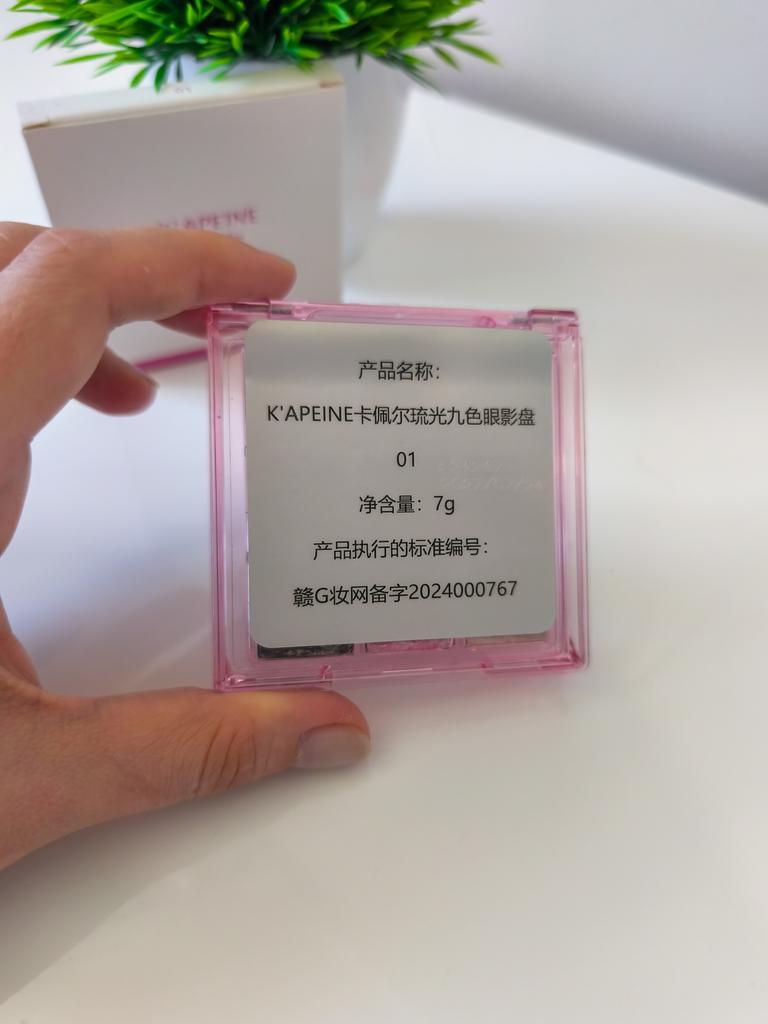 K'APEINE
产品名称：
K'APEINE卡佩尔琉光九色眼影盘
01
净含量：7g
产品执行的标准编号：
赣G妆网备字2024000767